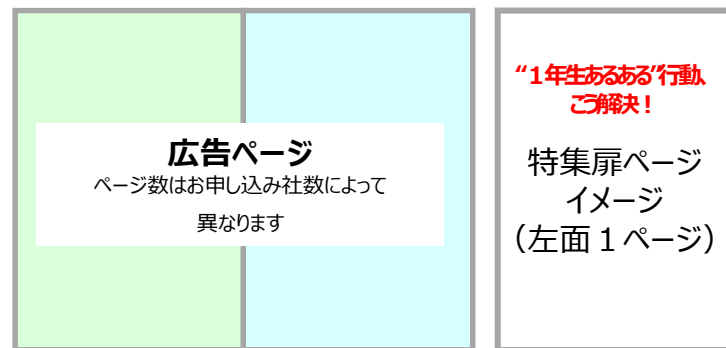 広告ページ
ページ数はお申し込み社数によって
異なります
“1年生あるある”行動、
こう解決！
特集扉ページ
イメージ
（左面１ページ）